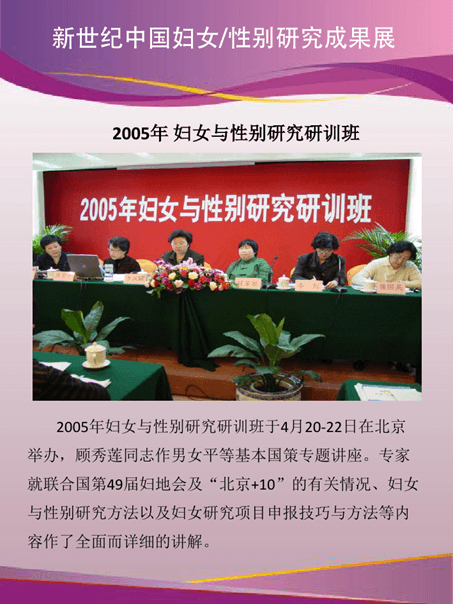 新世纪中国妇女/性别研究成果展
2005年 妇女与性别研究研训班
2005年妇女与性别研究研训班
2005年妇女与性别研究研训班于4月20-22日在北京
举办，顾秀莲同志作男女平等基本国策专题讲座。专家
就联合国第49届妇地会及“北京+10”的有关情况、妇女
与性别研究方法以及妇女研究项目申报技巧与方法等内
容作了全面而详细的讲解。